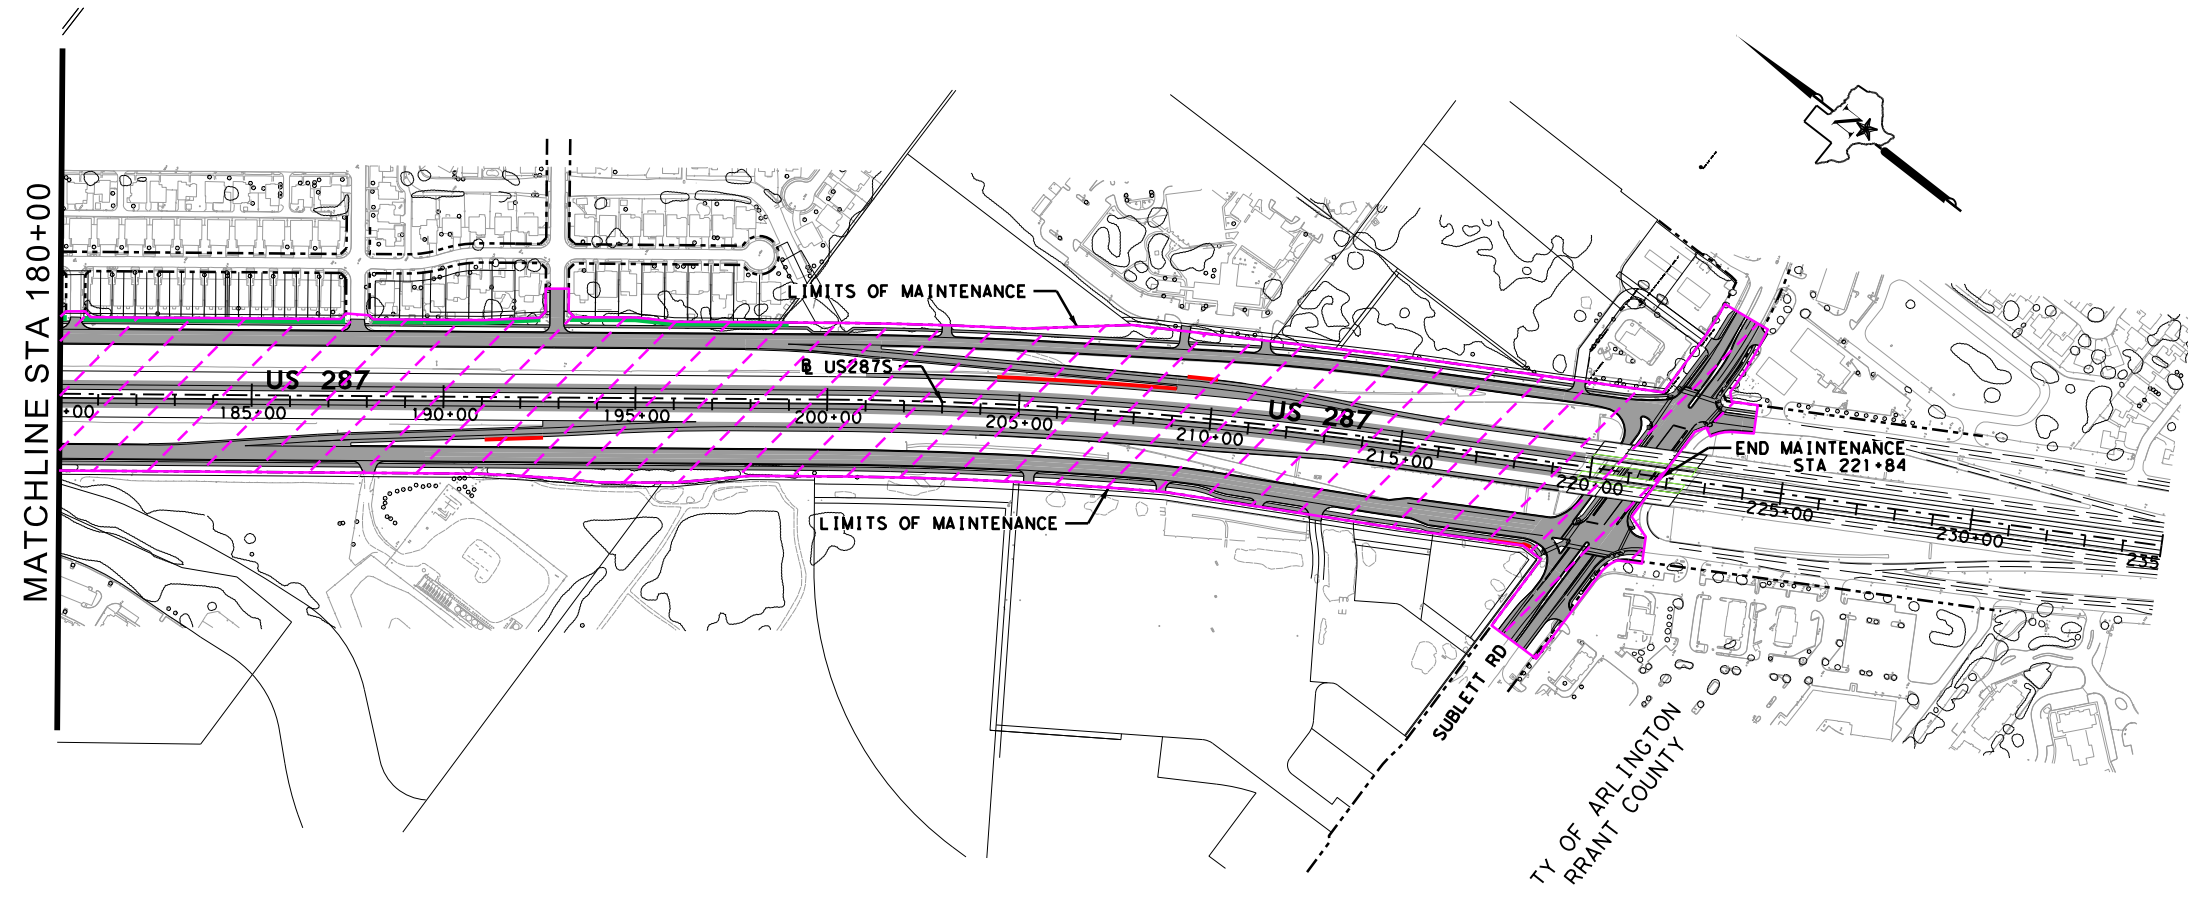 MATCHLINE STA 180+00
LIMITS OF MAINTENANCE
B US287S
US 287
US 287
+00
185+00
190+00
195+00
200+00
205+00
210+00
215+00
220+00
225+00
230+00
235
END MAINTENANCE
STA 221+84
LIMITS OF MAINTENANCE
SUBLETT RD
TY OF ARLINGTON
RRANT COUNTY